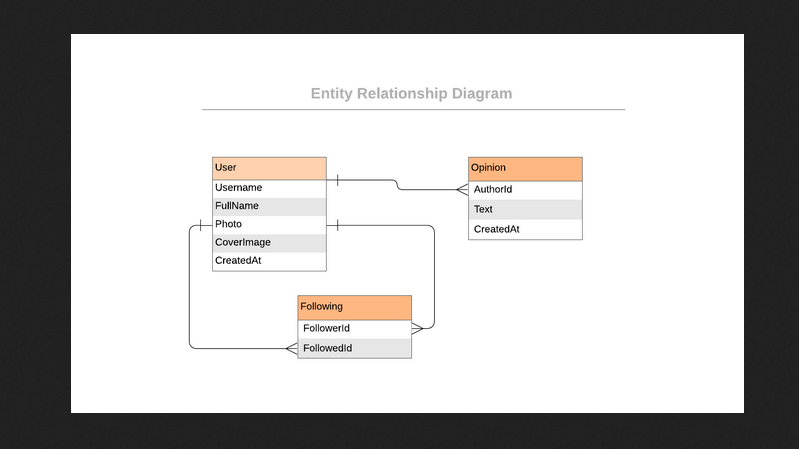 Entity Relationship Diagram
User
Username
FullName
Photo
CoverImage
CreatedAt
Opinion
AuthorId
Text
CreatedAt
Following
FollowerId
FollowedId